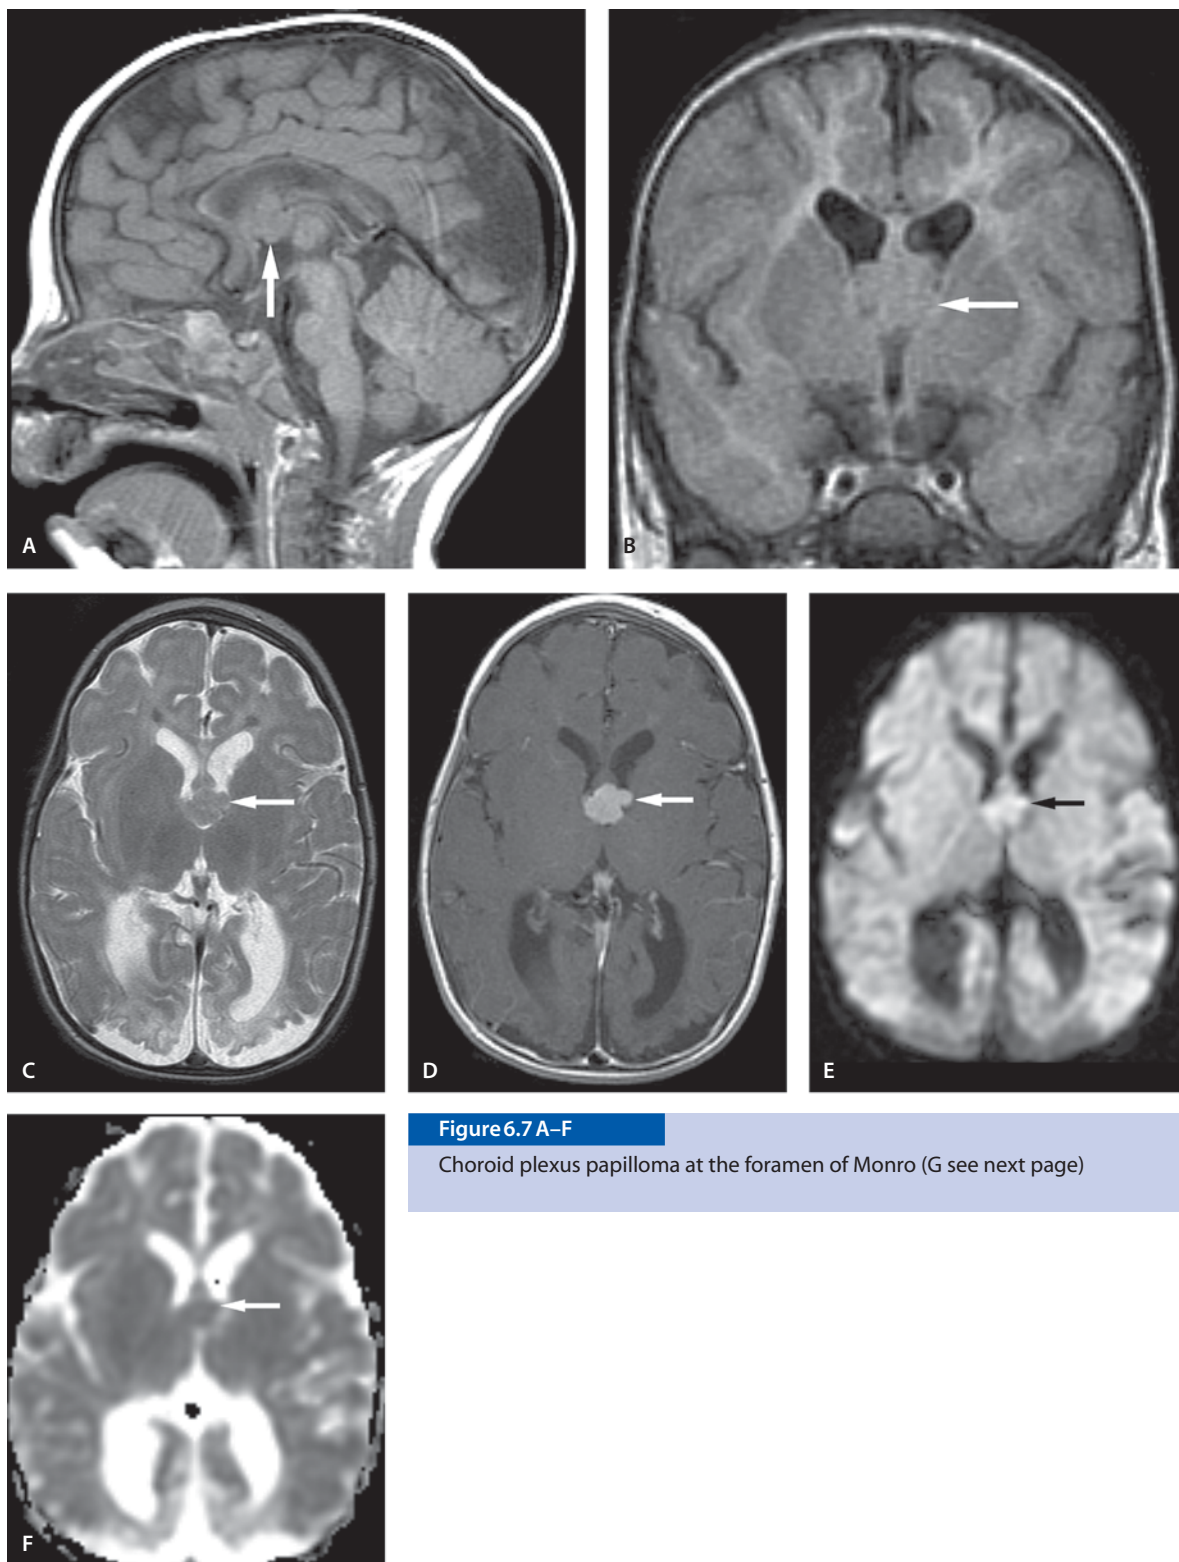 A
B
C
D
E
Figure 6.7 A–F
Choroid plexus papilloma at the foramen of Monro (G see next page)
F